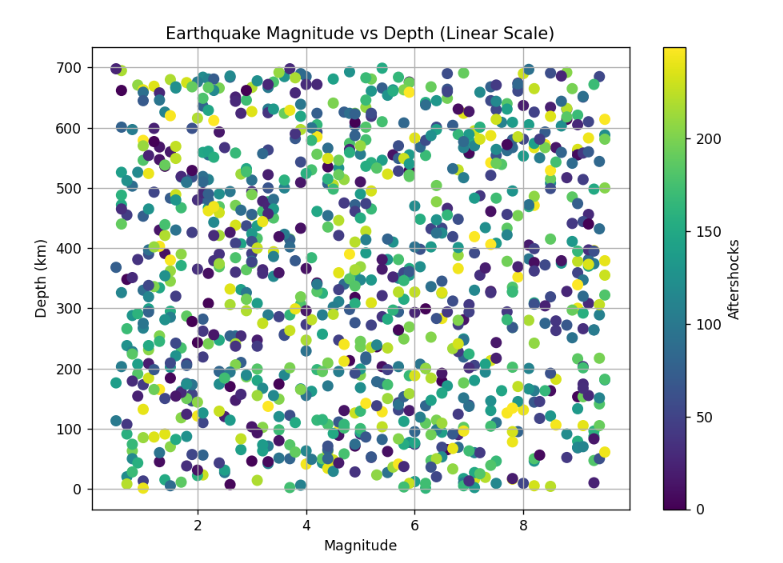 Earthquake Magnitude vs Depth (Linear Scale)
700
600
500
400
300
200
100
0
Depth (km)
2 4 6 8
Magnitude
200
150
100
50
0
Aftershocks